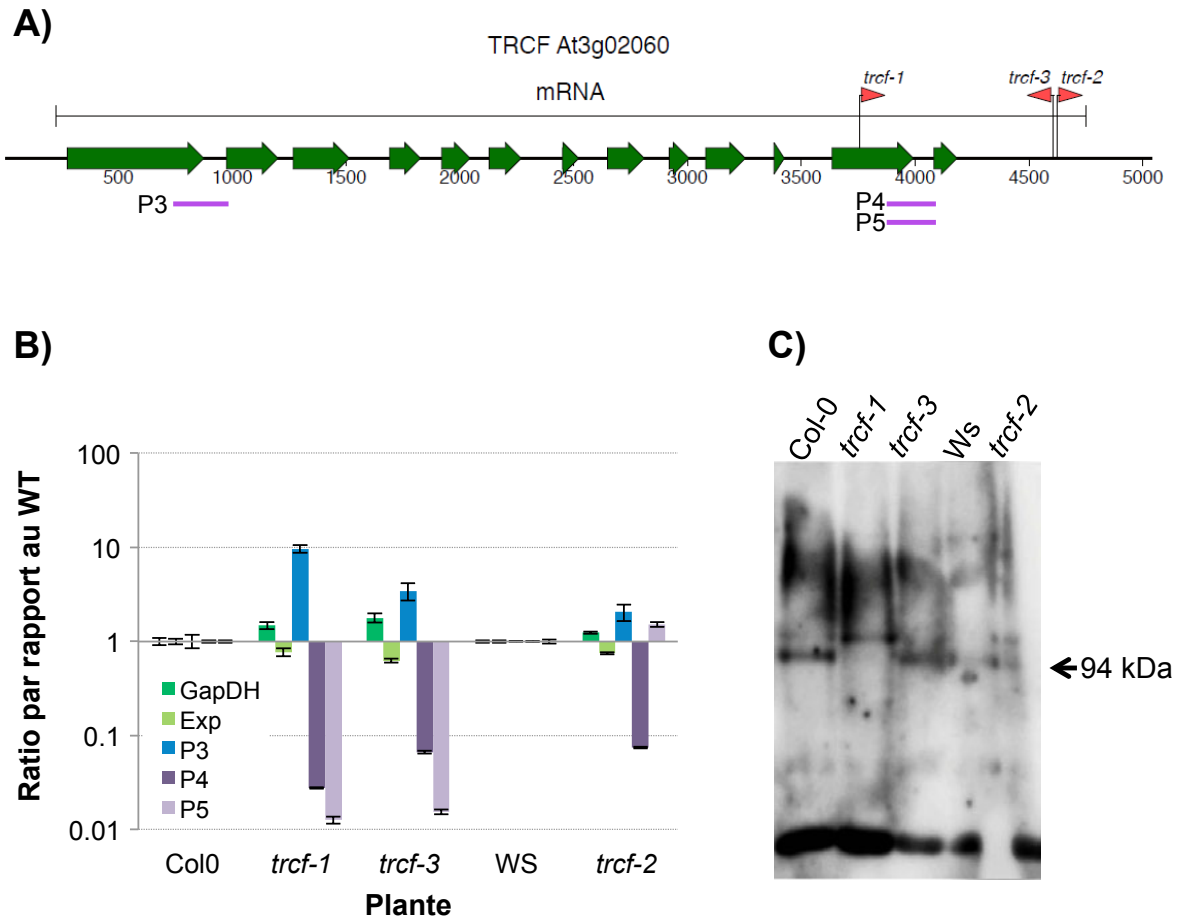 A)
TRCF At3g02060
mRNA
trcf-1
trcf-3 trcf-2
500 1000 1500 2000 2500 3000 3500 4000 4500 5000
P3
P4
P5
B)
Ratio par rapport au WT
100
10
1
0.1
0.01
GapDH
Exp
P3
P4
P5
Col0 trcf-1 trcf-3 WS trcf-2
Plante
C)
Col-0 trcf-1 trcf-3 Ws trcf-2
94 kDa